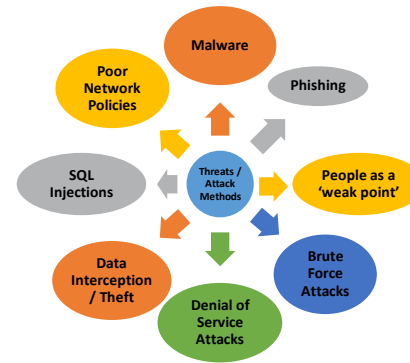 Malware
Poor
Network
Policies
Phishing
SQL
Injections
Threats /
Attack
Methods
People as a
‘weak point’
Data
Interception
/ Theft
Brute
Force
Attacks
Denial of
Service
Attacks